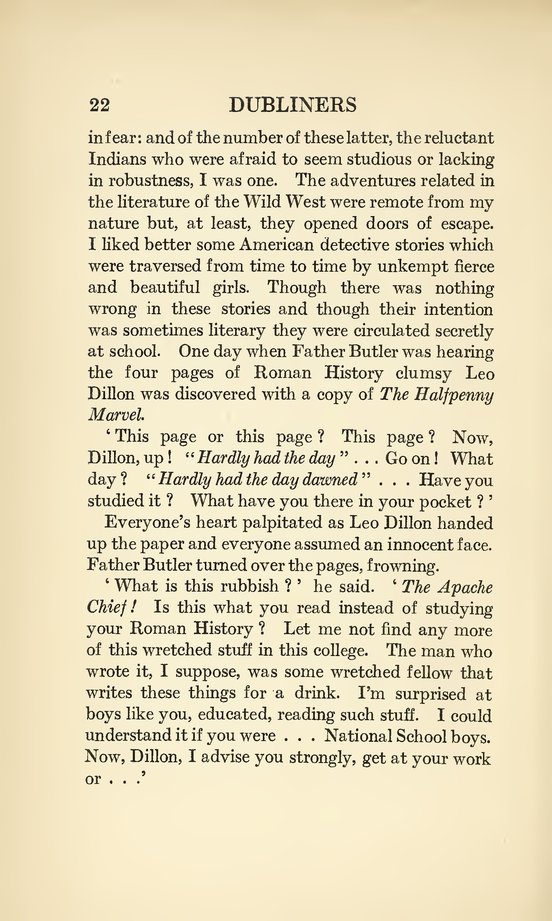 22 DUBLINERS
in fear: and of the number of these latter, the reluctant
Indians who were afraid to seem studious or lacking
in robustness, I was one. The adventures related in
the literature of the Wild West were remote from my
nature but, at least, they opened doors of escape.
I liked better some American detective stories which
were traversed from time to time by unkempt fierce
and beautiful girls. Though there was nothing
wrong in these stories and though their intention
was sometimes literary they were circulated secretly
at school. One day when Father Butler was hearing
the four pages of Roman History clumsy Leo
Dillon was discovered with a copy of The Halfpenny
Marvel.
‘ This page or this page ? This page ? Now,
Dillon, up ! “ Hardly had the day ” . . . Go on ! What
day ? “ Hardly had the day dawned ” . . . Have you
studied it ? What have you there in your pocket ? ’
Everyone’s heart palpitated as Leo Dillon handed
up the paper and everyone assumed an innocent face.
Father Butler turned over the pages, frowning.
‘ What is this rubbish ? ’ he said. ‘ The Apache
Chief ! Is this what you read instead of studying
your Roman History ? Let me not find any more
of this wretched stuff in this college. The man who
wrote it, I suppose, was some wretched fellow that
writes these things for a drink. I’m surprised at
boys like you, educated, reading such stuff. I could
understand it if you were . . . National School boys.
Now, Dillon, I advise you strongly, get at your work
or . . .’